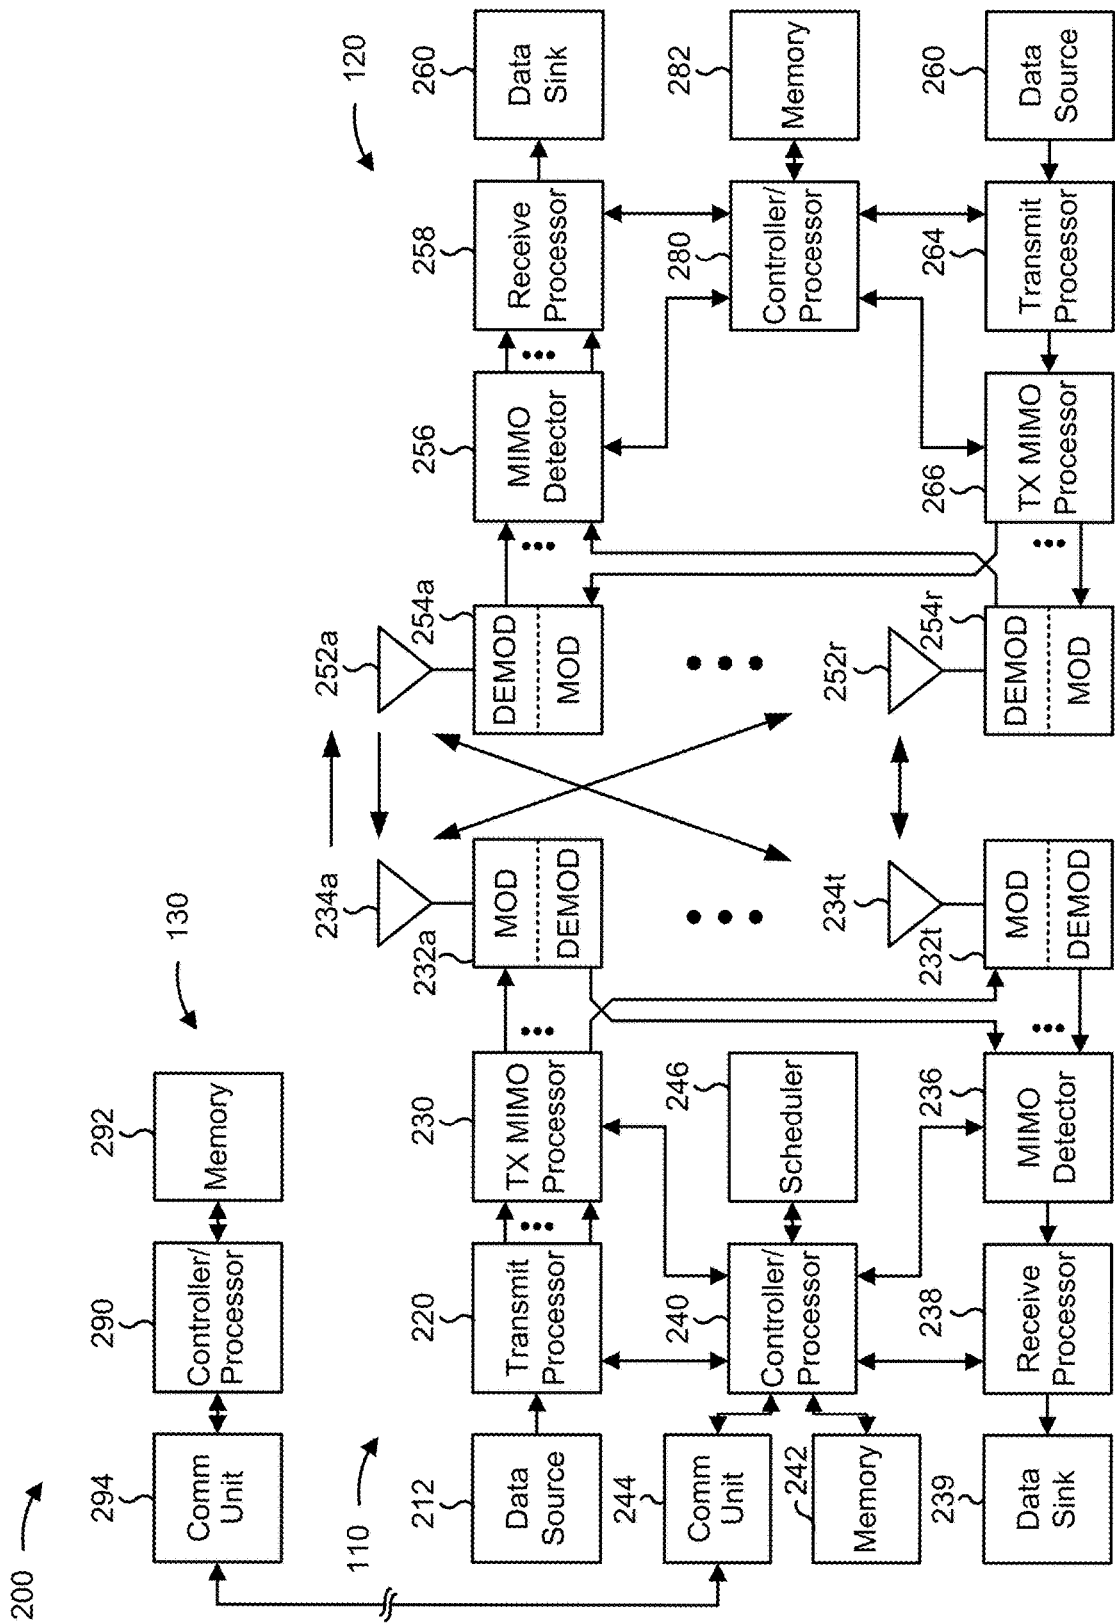 200
294
Comm
Unit
290
Controller/
Processor
292
Memory
130
110
212
Data
Source
220
Transmit
Processor
230
TX MIMO
Processor
232a
MOD
DEMOD
234a
252a
254a
DEMOD
MOD
256
MIMO
Detector
258
Receive
Processor
260
Data
Sink
120
244
Comm
Unit
242
Memory
240
Controller/
Processor
246
Scheduler
280
Controller/
Processor
282
Memory
239
Data
Sink
238
Receive
Processor
236
MIMO
Detector
232t
MOD
DEMOD
234t
252r
254r
DEMOD
MOD
266
TX MIMO
Processor
264
Transmit
Processor
260
Data
Source